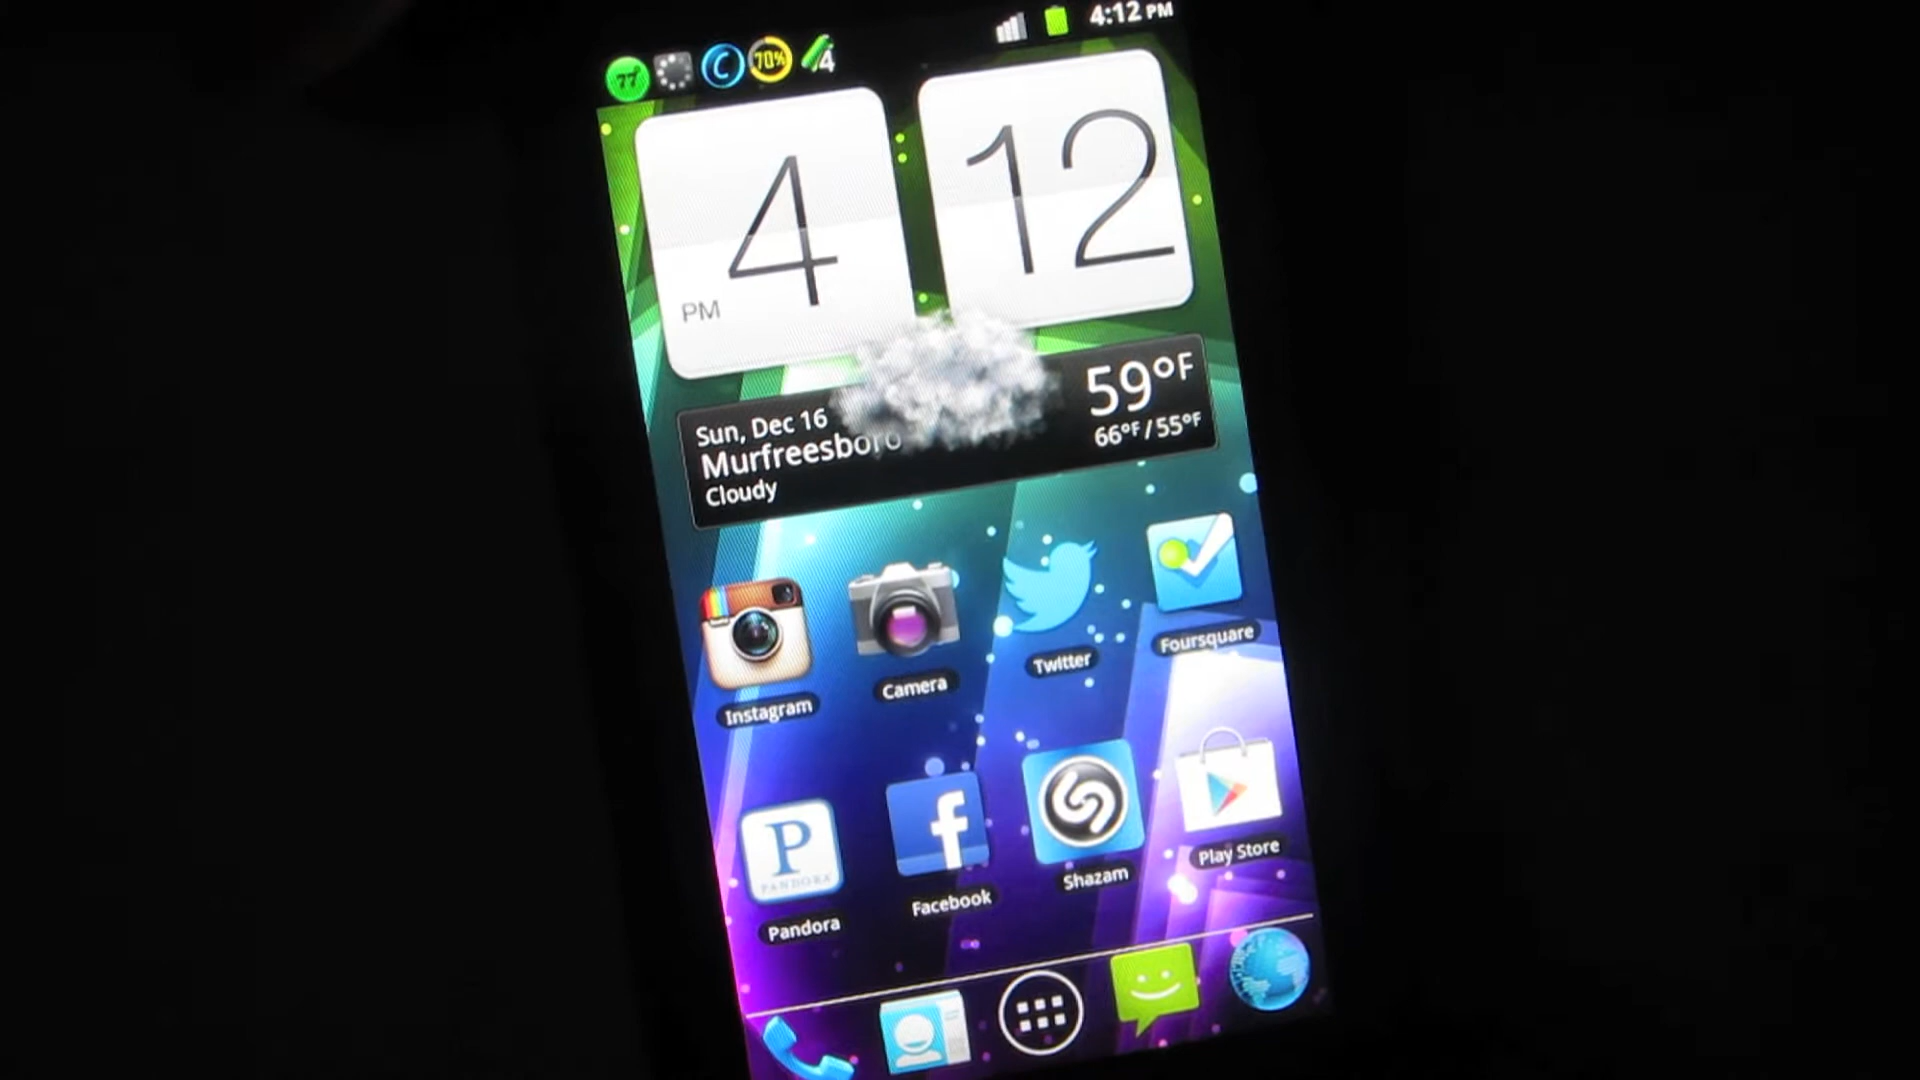 77 C 70% 4 4:12 PM
4 12
PM
59°F
Sun, Dec 16
66°F / 55°F
Murfreesboro
Cloudy
Instagram Camera Twitter Foursquare
P
PANDORA
f
Pandora Facebook Shazam Play Store